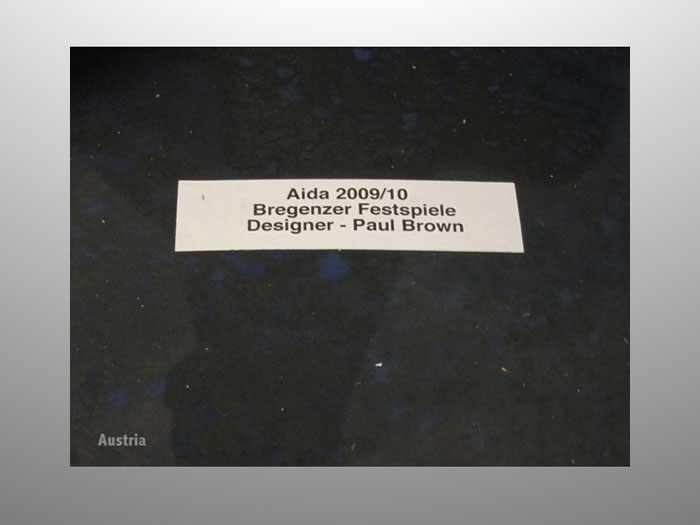 Aida 2009/10
Bregenzer Festspiele
Designer - Paul Brown
Austria